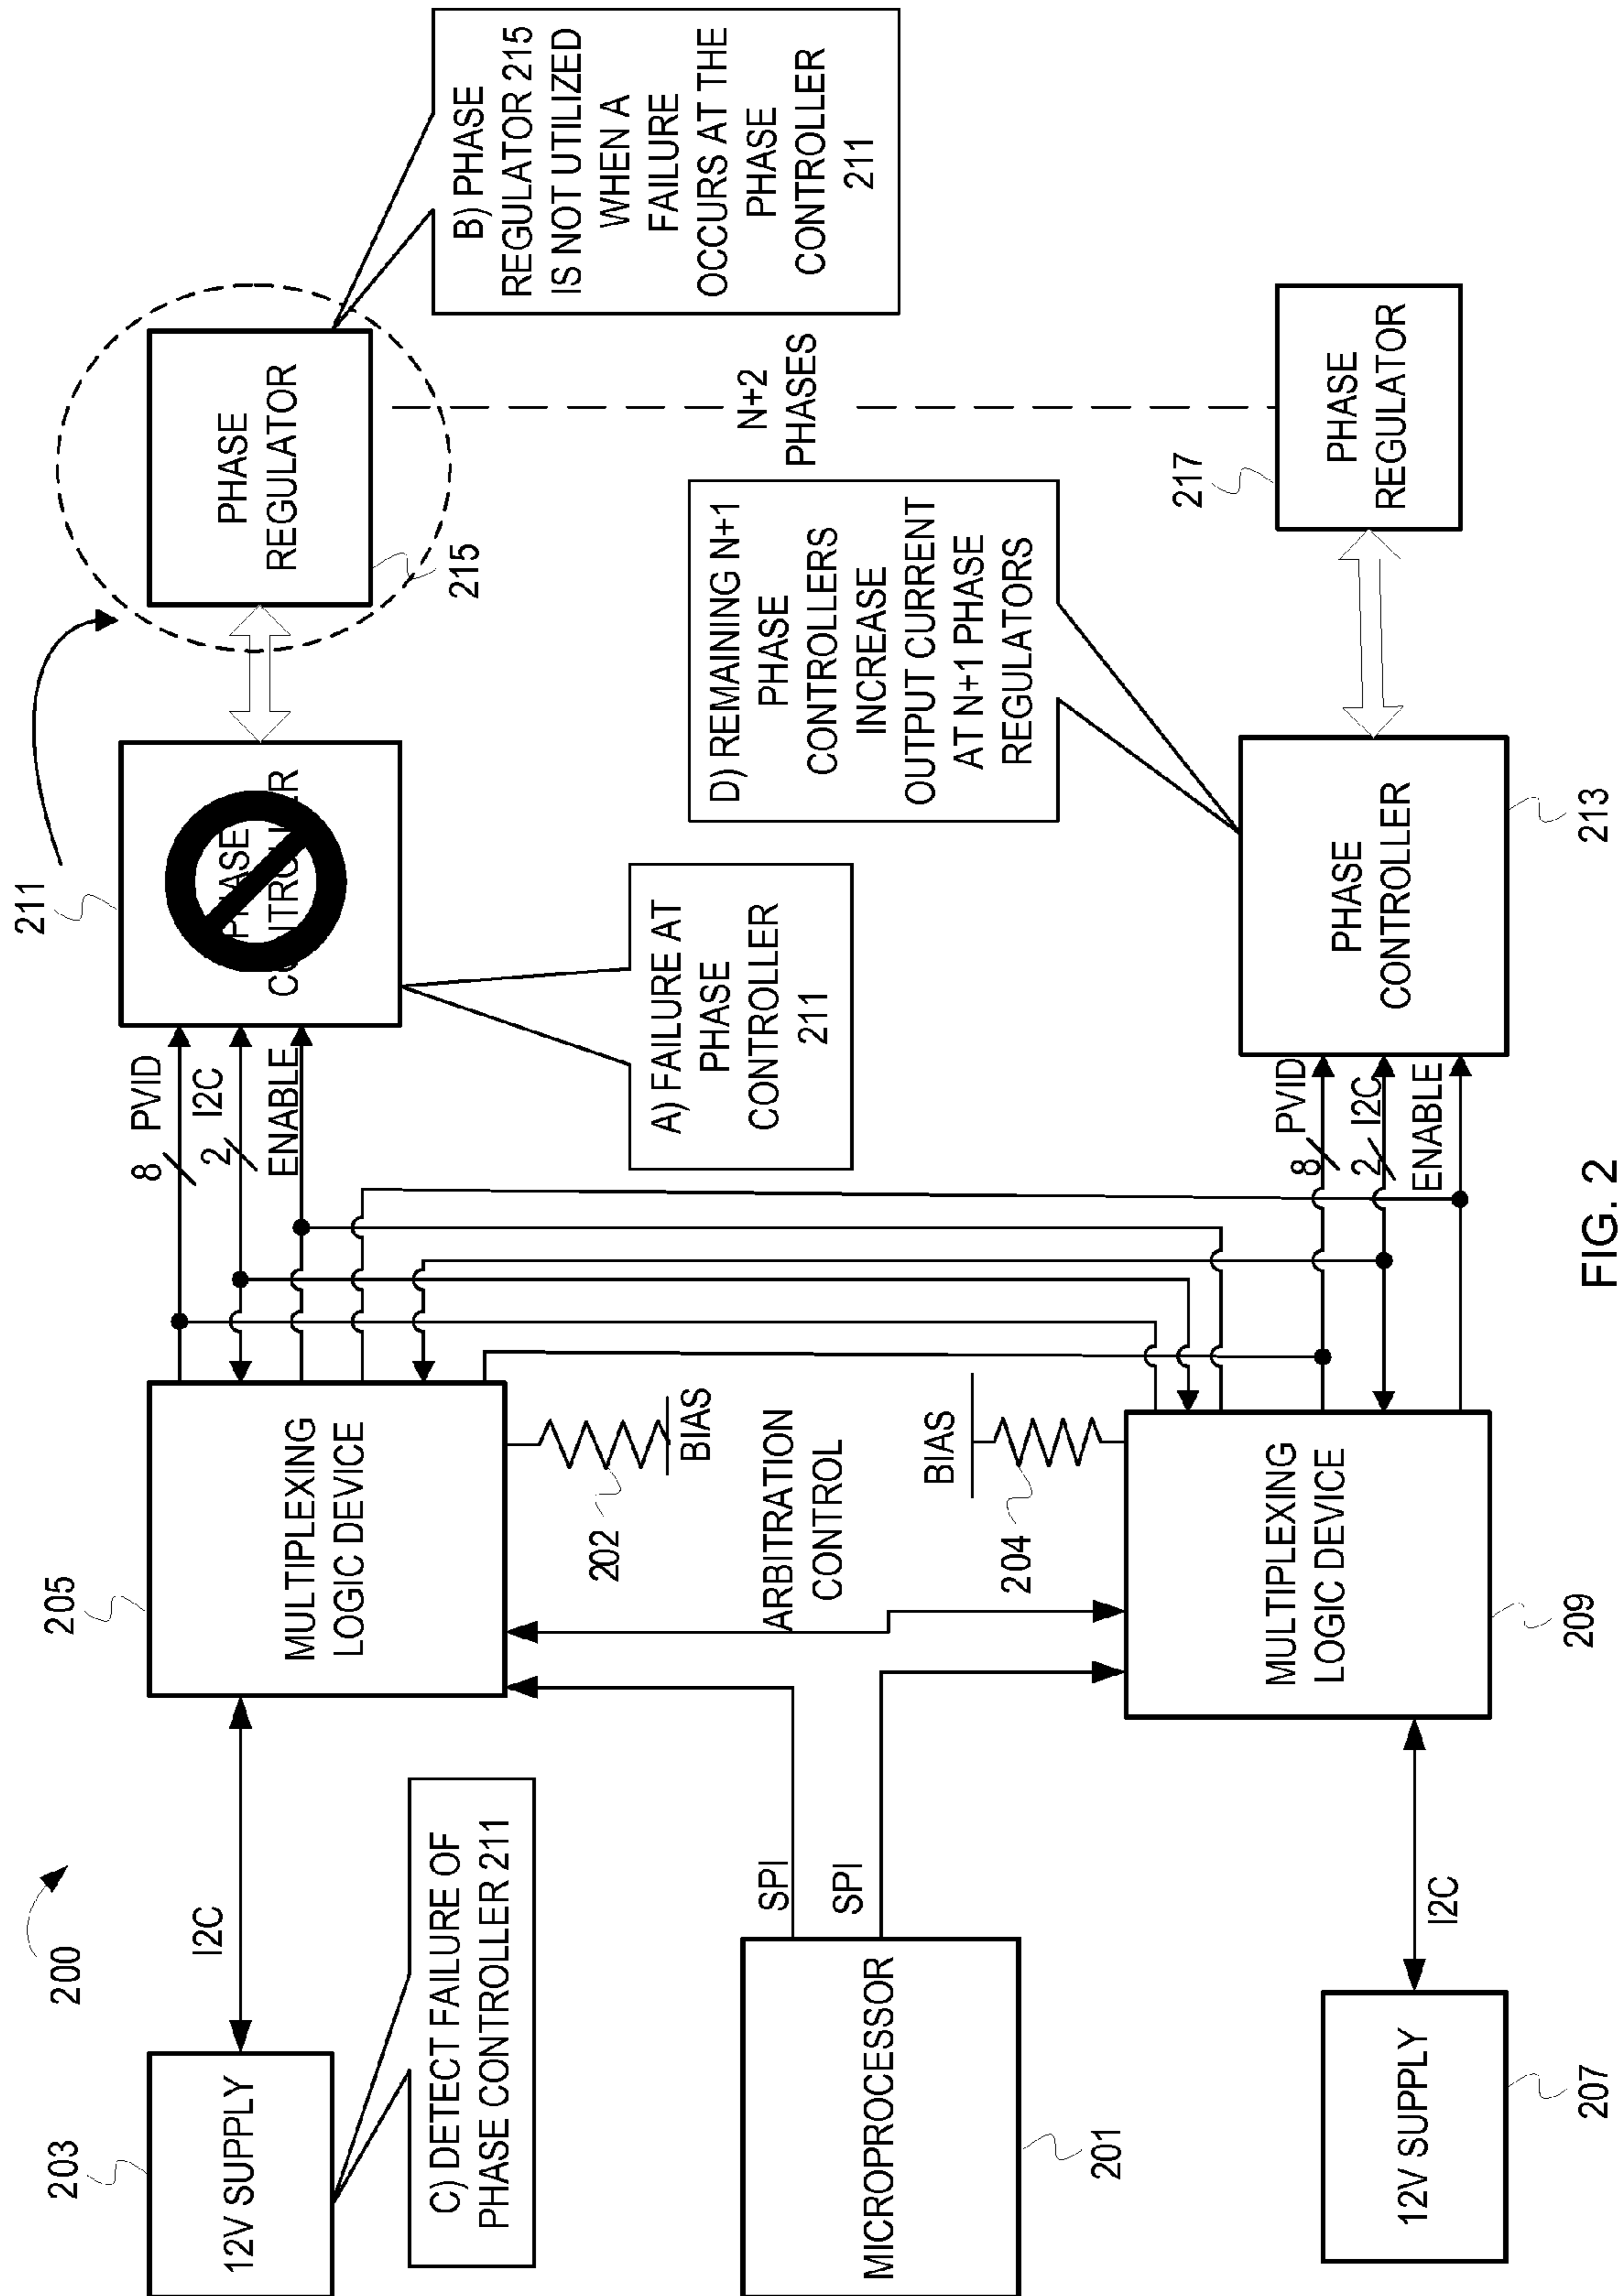 200
203
12V SUPPLY
I2C
C) DETECT FAILURE OF
PHASE CONTROLLER 211
205
MULTIPLEXING
LOGIC DEVICE
202
BIAS
8
PVID
2
I2C
ENABLE
211
PHASE
CONTROLLER
A) FAILURE AT
PHASE
CONTROLLER
211
PHASE
REGULATOR
215
B) PHASE
REGULATOR 215
IS NOT UTILIZED
WHEN A
FAILURE
OCCURS AT THE
PHASE
CONTROLLER
211
N+2
PHASES
MICROPROCESSOR
201
SPI
SPI
ARBITRATION
CONTROL
D) REMAINING N+1
PHASE
CONTROLLERS
INCREASE
OUTPUT CURRENT
AT N+1 PHASE
REGULATORS
12V SUPPLY
207
I2C
BIAS
204
MULTIPLEXING
LOGIC DEVICE
209
8
PVID
2
I2C
ENABLE
PHASE
CONTROLLER
213
217
PHASE
REGULATOR
FIG. 2